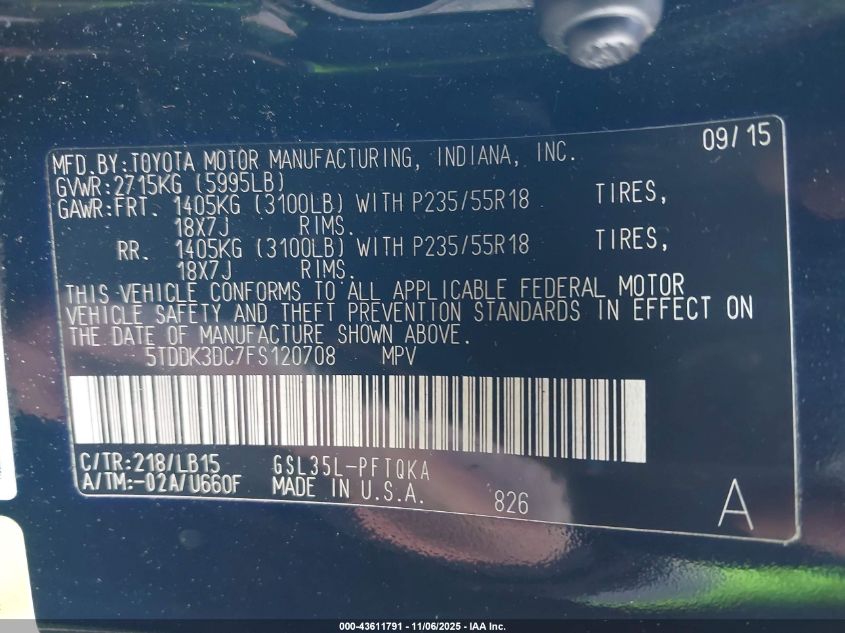 09/15
MFD.BY:TOYOTA MOTOR MANUFACTURING, INDIANA, INC.
GVWR:2715KG (5995LB)
GAWR:FRT. 1405KG (3100LB) WITH P235/55R18 TIRES,
18X7J RIMS.
RR. 1405KG (3100LB) WITH P235/55R18 TIRES,
18X7J RIMS.
THIS VEHICLE CONFORMS TO ALL APPLICABLE FEDERAL MOTOR
VEHICLE SAFETY AND THEFT PREVENTION STANDARDS IN EFFECT ON
THE DATE OF MANUFACTURE SHOWN ABOVE.
5TDDK3DC7FS120708 MPV
C/TR:218/LB15 GSL35L-PFTQKA
A/TM:-02A/U660F MADE IN U.S.A. 826 A
000-43611791 - 11/06/2025 - IAA Inc.